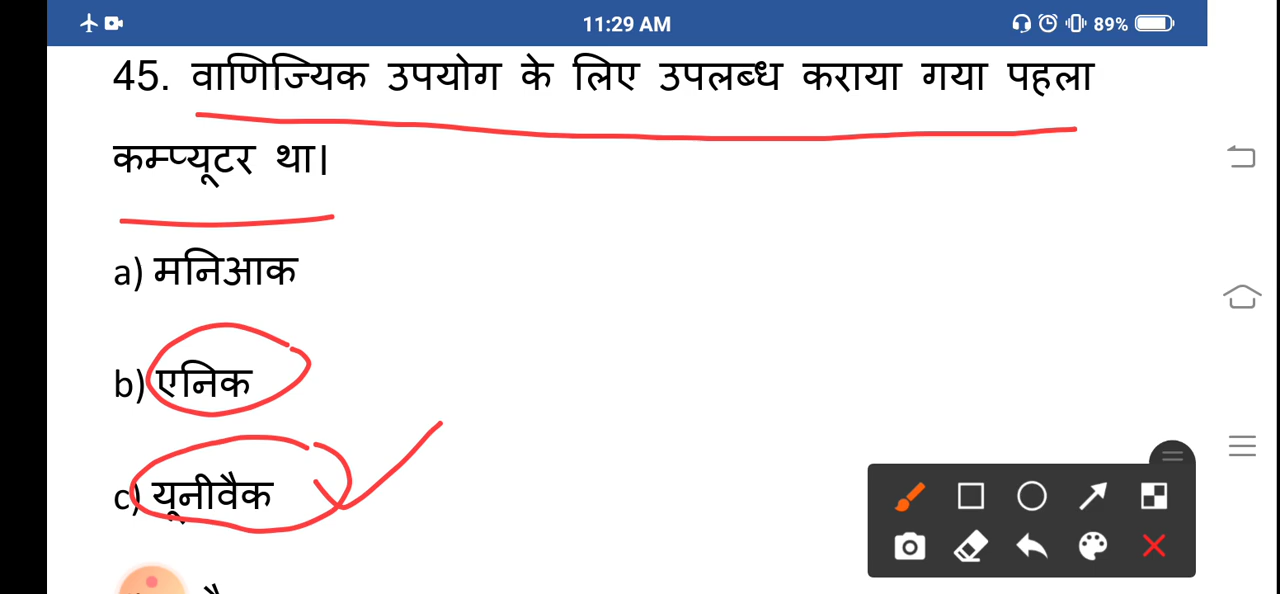 11:29 AM
89%
45. वाणिज्यिक उपयोग के लिए उपलब्ध कराया गया पहला
कम्प्यूटर था।
a) मनिआक
b) एनिक
c) यूनीवैक